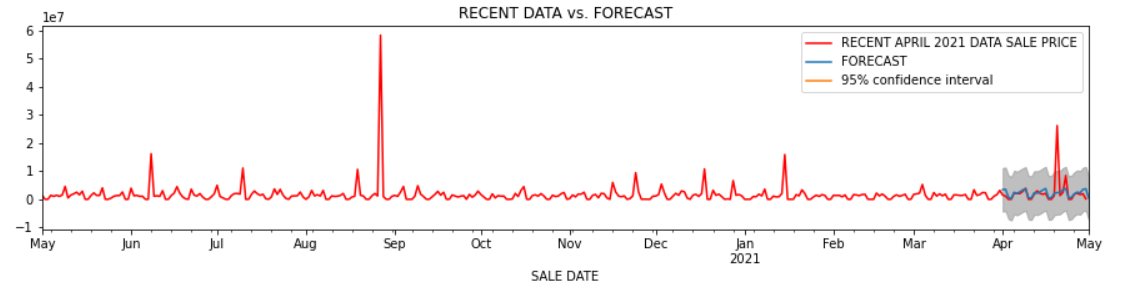 RECENT DATA vs. FORECAST
1e7
6
5
4
3
2
1
0
−1
RECENT APRIL 2021 DATA SALE PRICE
FORECAST
95% confidence interval
May Jun Jul Aug Sep Oct Nov Dec Jan Feb Mar Apr May
2021
SALE DATE